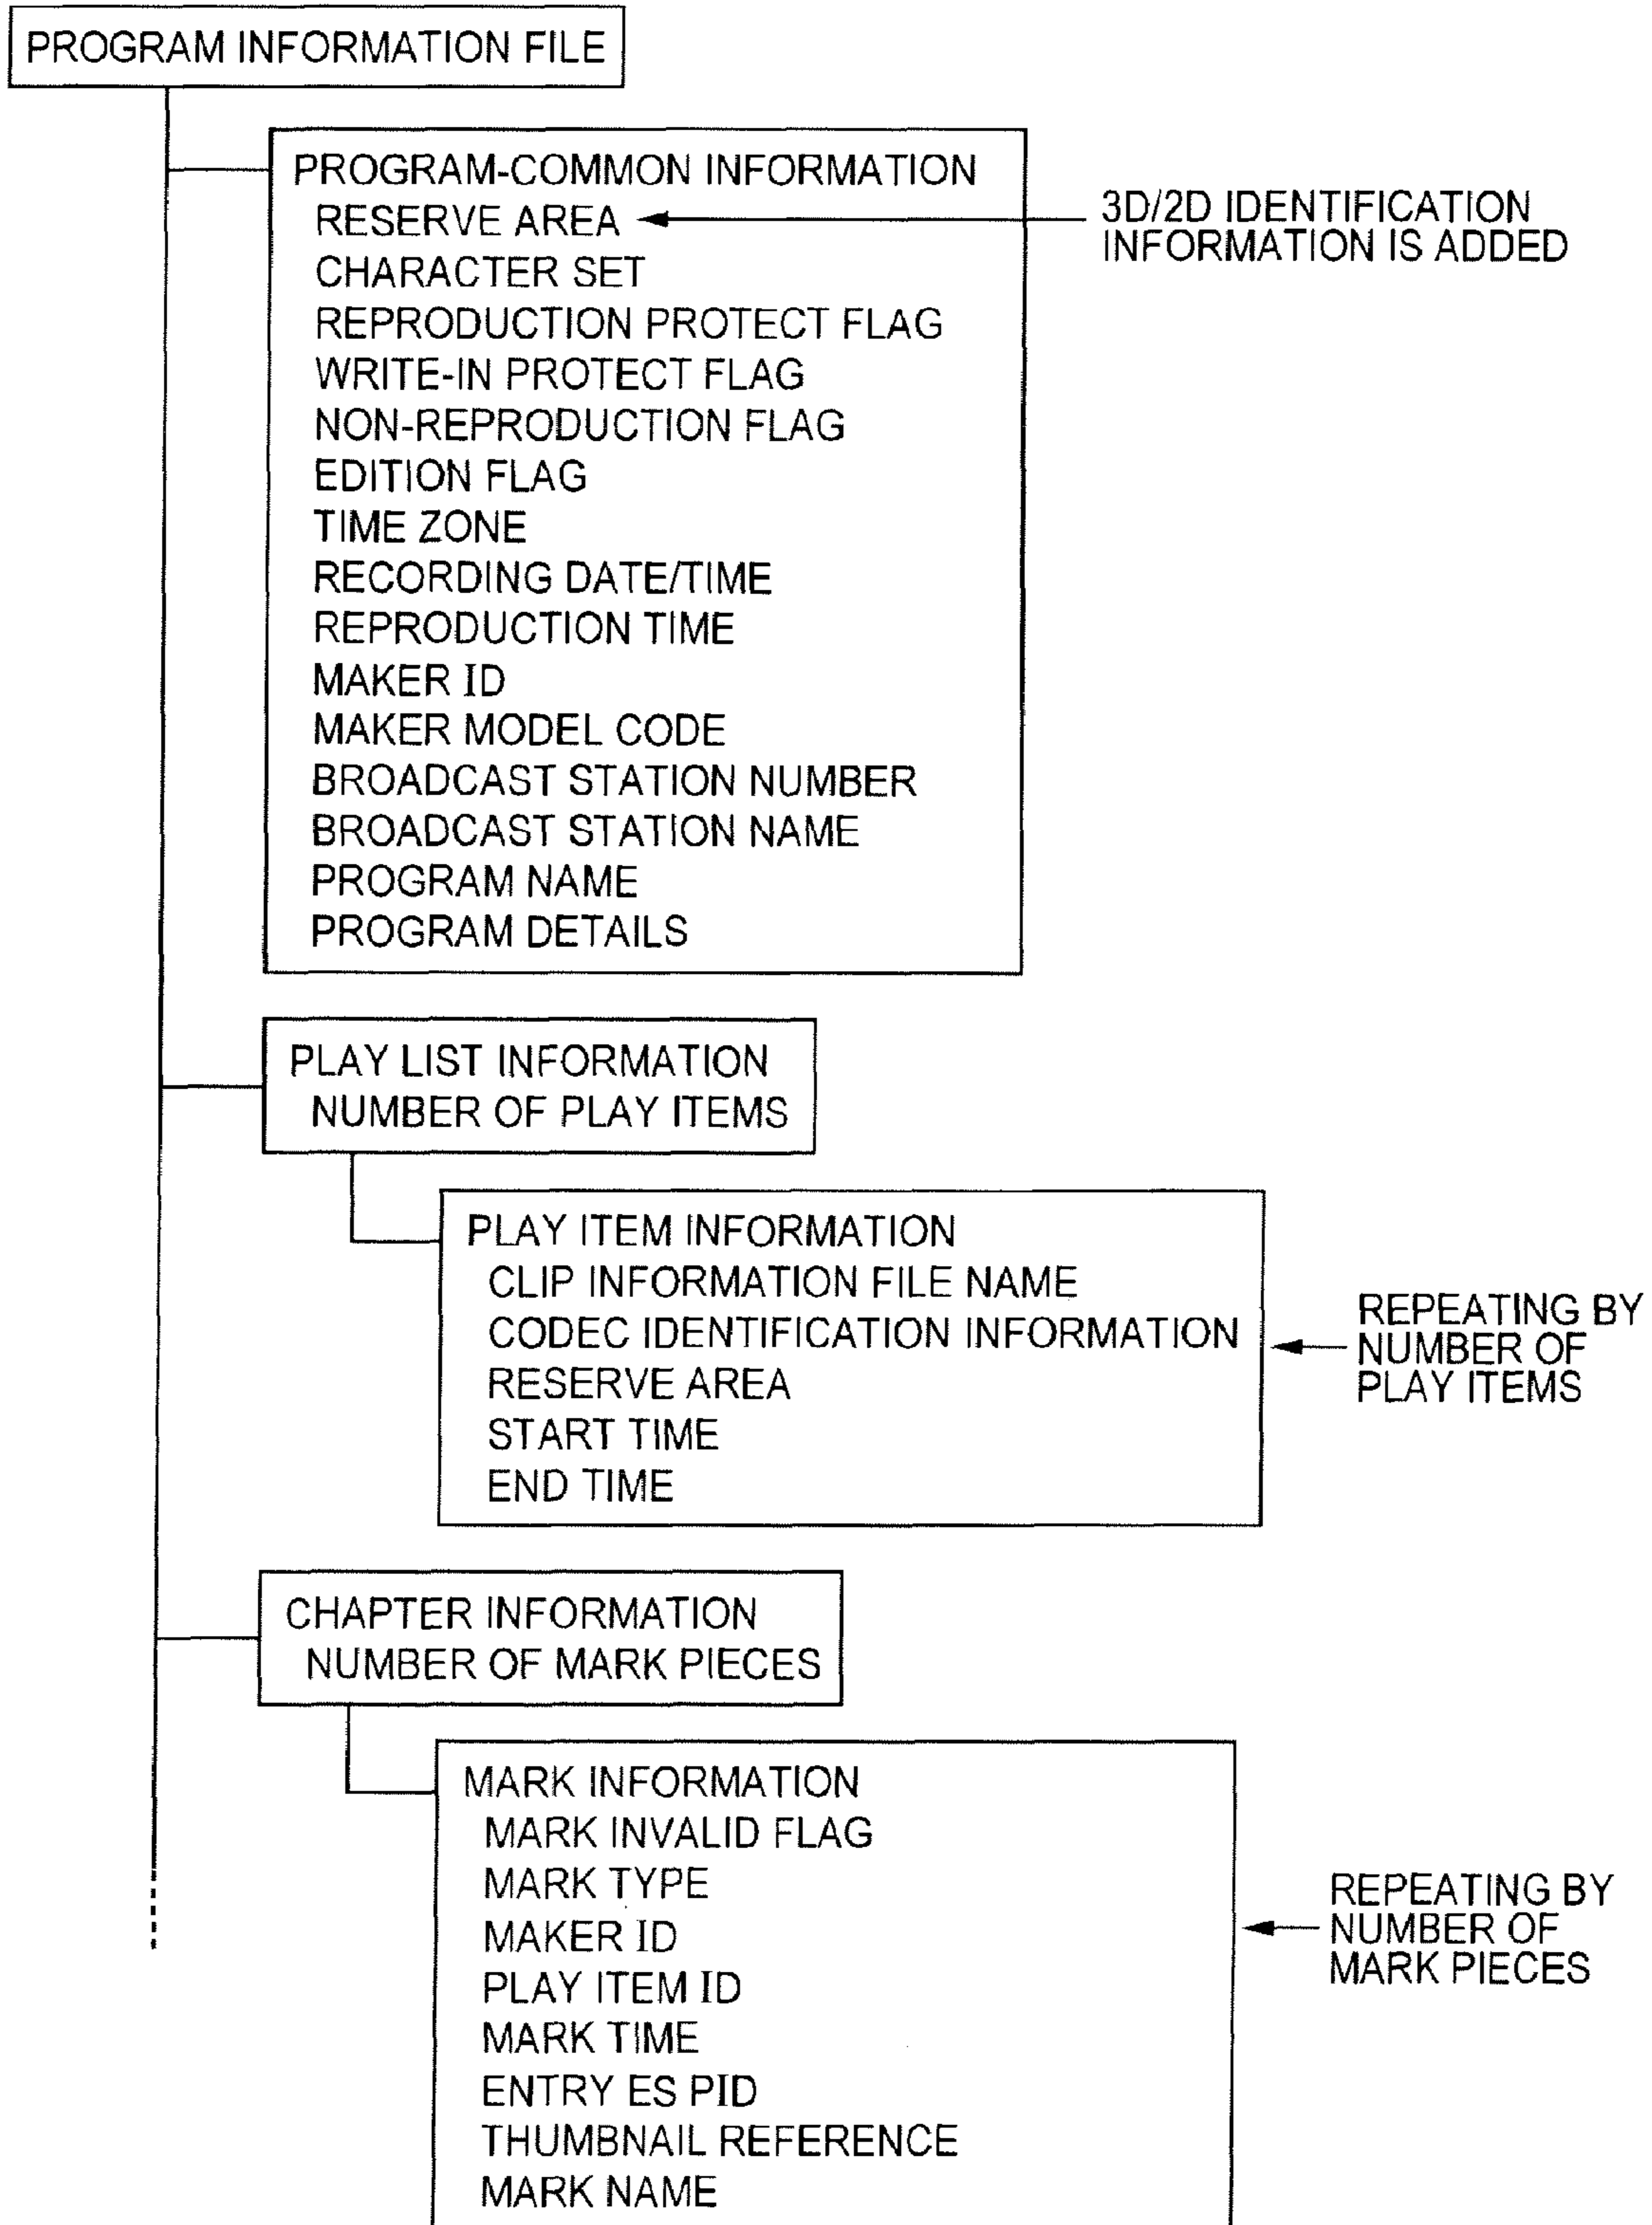 PROGRAM INFORMATION FILE
PROGRAM-COMMON INFORMATION
RESERVE AREA
3D/2D IDENTIFICATION
INFORMATION IS ADDED
CHARACTER SET
REPRODUCTION PROTECT FLAG
WRITE-IN PROTECT FLAG
NON-REPRODUCTION FLAG
EDITION FLAG
TIME ZONE
RECORDING DATE/TIME
REPRODUCTION TIME
MAKER ID
MAKER MODEL CODE
BROADCAST STATION NUMBER
BROADCAST STATION NAME
PROGRAM NAME
PROGRAM DETAILS
PLAY LIST INFORMATION
NUMBER OF PLAY ITEMS
PLAY ITEM INFORMATION
CLIP INFORMATION FILE NAME
CODEC IDENTIFICATION INFORMATION
RESERVE AREA
START TIME
END TIME
REPEATING BY
NUMBER OF
PLAY ITEMS
CHAPTER INFORMATION
NUMBER OF MARK PIECES
MARK INFORMATION
MARK INVALID FLAG
MARK TYPE
MAKER ID
PLAY ITEM ID
MARK TIME
ENTRY ES PID
THUMBNAIL REFERENCE
MARK NAME
REPEATING BY
NUMBER OF
MARK PIECES